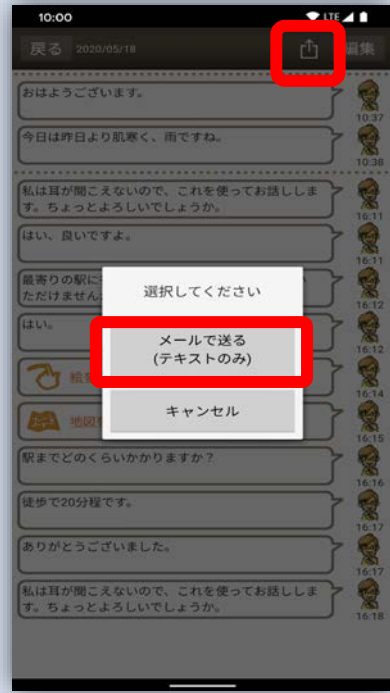 10:00
LTE
戻る 2020/05/18
編集
おはようございます。
10:37
今日は昨日より肌寒く、雨ですね。
10:38
私は耳が聞こえないので、これを使ってお話ししま
す。ちょっとよろしいでしょうか。
16:11
はい、良いですよ。
16:11
最寄りの駅に
ただけません
16:12
選択してください
はい。
16:12
メールで送る
(テキストのみ)
絵を
16:14
キャンセル
地図
16:15
駅までどのくらいかかりますか？
16:16
徒歩で20分程です。
16:17
ありがとうございました。
16:17
私は耳が聞こえないので、これを使ってお話ししま
す。ちょっとよろしいでしょうか。
16:18